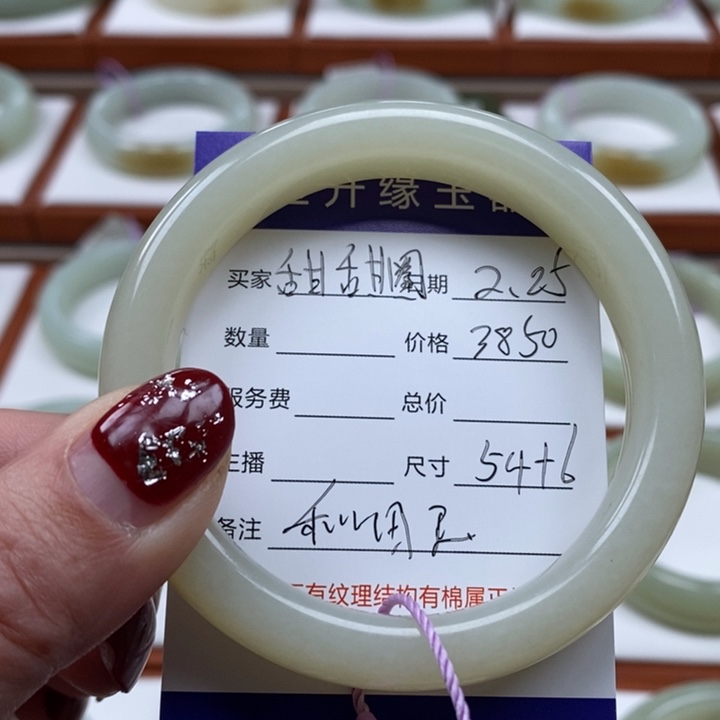 升缘玉器
买家 甜甜圈 日期 2.25
数量 价格 3850
服务费 总价
主播 尺寸 54+6
备注
有纹理结构有棉属正